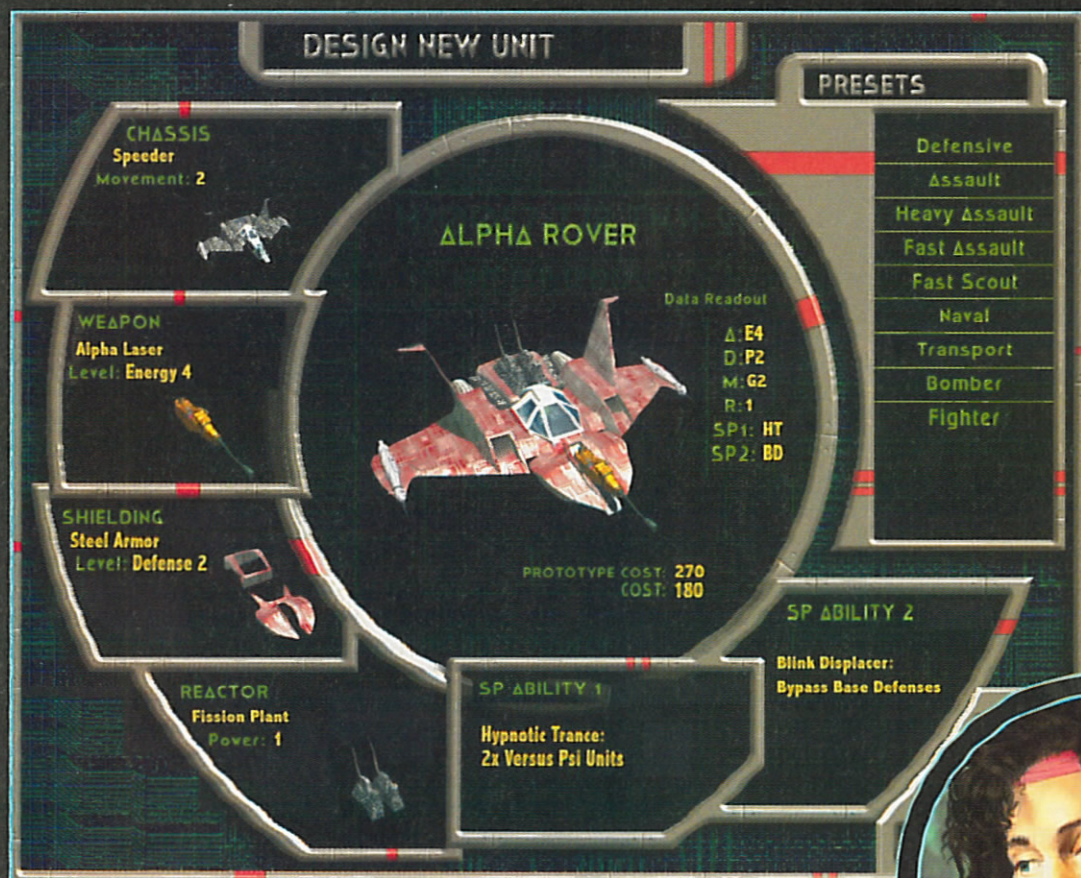 DESIGN NEW UNIT
PRESETS
Defensive
Assault
Heavy Assault
Fast Assault
Fast Scout
Naval
Transport
Bomber
Fighter
CHASSIS
Speeder
Movement: 2
WEAPON
Alpha Laser
Level: Energy 4
SHIELDING
Steel Armor
Level: Defense 2
REACTOR
Fission Plant
Power: 1
ALPHA ROVER
Data Readout
A: E4
D: P2
M: G2
R: 1
SP1: HT
SP2: BD
PROTOTYPE COST: 270
COST: 180
SP ABILITY 1
Hypnotic Trance:
2x Versus Psi Units
SP ABILITY 2
Blink Displacer:
Bypass Base Defenses